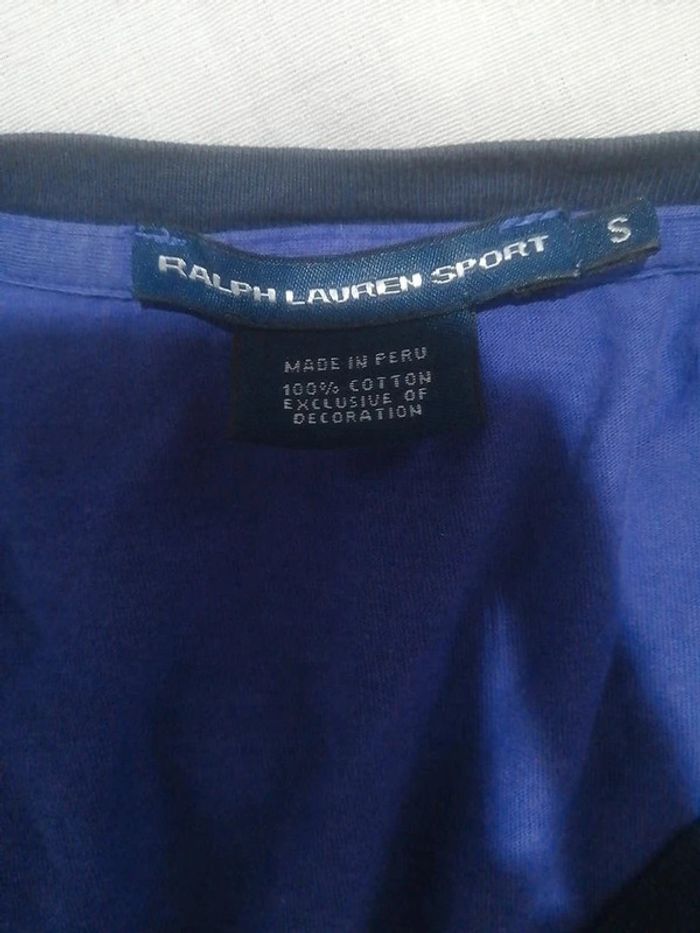 RALPH LAUREN SPORT
S
MADE IN PERU
100% COTTON
EXCLUSIVE OF
DECORATION